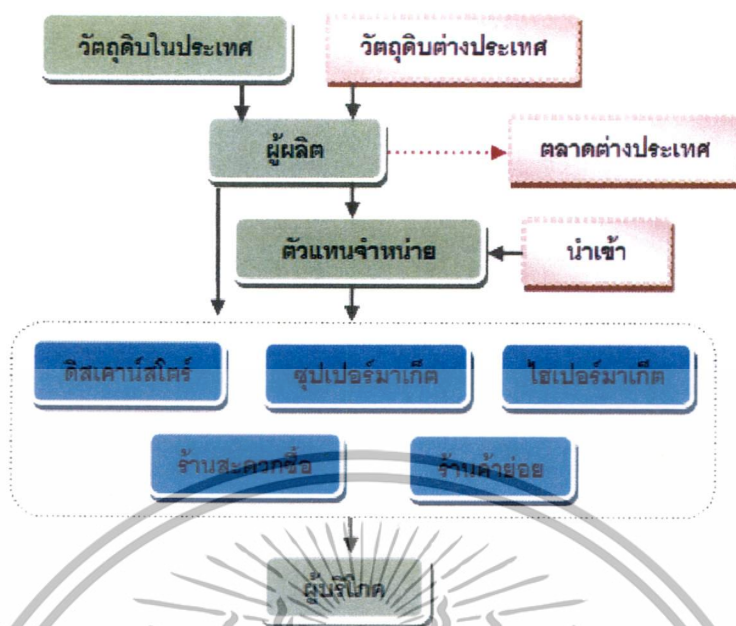 วัตถุดิบในประเทศ
วัตถุดิบต่างประเทศ
ผู้ผลิต
ตลาดต่างประเทศ
ตัวแทนจำหน่าย
นำเข้า
ดิสเคาน์สโตร์
ซุปเปอร์มาเก็ต
ไฮเปอร์มาเก็ต
ร้านสะดวกซื้อ
ร้านค้าย่อย
ผู้บริโภค